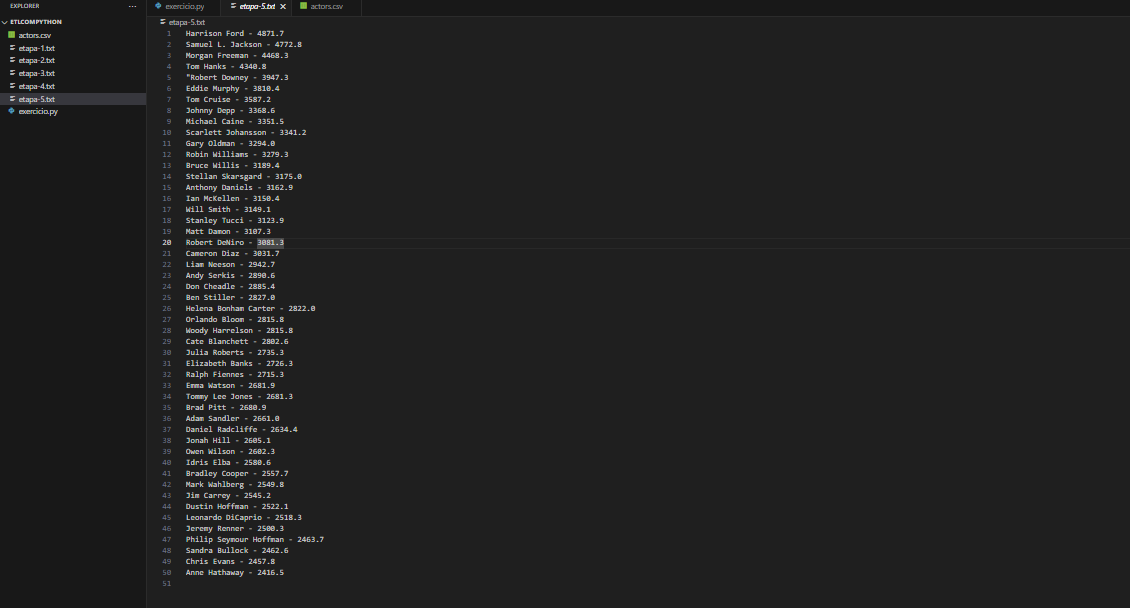 EXPLORER
···
ETLCOMPYTHON
actors.csv
etapa-1.txt
etapa-2.txt
etapa-3.txt
etapa-4.txt
etapa-5.txt
exercicio.py
exercicio.py
etapa-5.txt
actors.csv
etapa-5.txt
1 Harrison Ford - 4871.7
2 Samuel L. Jackson - 4772.8
3 Morgan Freeman - 4468.3
4 Tom Hanks - 4340.8
5 "Robert Downey - 3947.3
6 Eddie Murphy - 3810.4
7 Tom Cruise - 3587.2
8 Johnny Depp - 3368.6
9 Michael Caine - 3351.5
10 Scarlett Johansson - 3341.2
11 Gary Oldman - 3294.0
12 Robin Williams - 3279.3
13 Bruce Willis - 3189.4
14 Stellan Skarsgard - 3175.0
15 Anthony Daniels - 3162.9
16 Ian McKellen - 3150.4
17 Will Smith - 3149.1
18 Stanley Tucci - 3123.9
19 Matt Damon - 3107.3
20 Robert DeNiro - 3081.3
21 Cameron Diaz - 3031.7
22 Liam Neeson - 2942.7
23 Andy Serkis - 2890.6
24 Don Cheadle - 2885.4
25 Ben Stiller - 2827.0
26 Helena Bonham Carter - 2822.0
27 Orlando Bloom - 2815.8
28 Woody Harrelson - 2815.8
29 Cate Blanchett - 2802.6
30 Julia Roberts - 2735.3
31 Elizabeth Banks - 2726.3
32 Ralph Fiennes - 2715.3
33 Emma Watson - 2681.9
34 Tommy Lee Jones - 2681.3
35 Brad Pitt - 2680.9
36 Adam Sandler - 2661.0
37 Daniel Radcliffe - 2634.4
38 Jonah Hill - 2605.1
39 Owen Wilson - 2602.3
40 Idris Elba - 2580.6
41 Bradley Cooper - 2557.7
42 Mark Wahlberg - 2549.8
43 Jim Carrey - 2545.2
44 Dustin Hoffman - 2522.1
45 Leonardo DiCaprio - 2518.3
46 Jeremy Renner - 2500.3
47 Philip Seymour Hoffman - 2463.7
48 Sandra Bullock - 2462.6
49 Chris Evans - 2457.8
50 Anne Hathaway - 2416.5
51